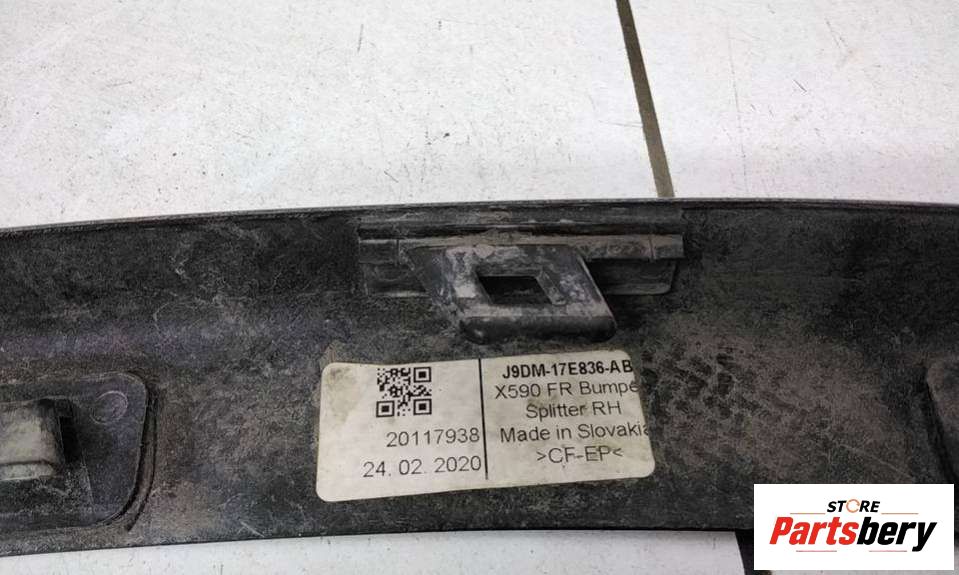 J9DM-17E836-AB
X590 FR Bumpe
Splitter RH
Made in Slovakia
>CF-EP<
20117938
24. 02. 2020
STORE
Partsbery